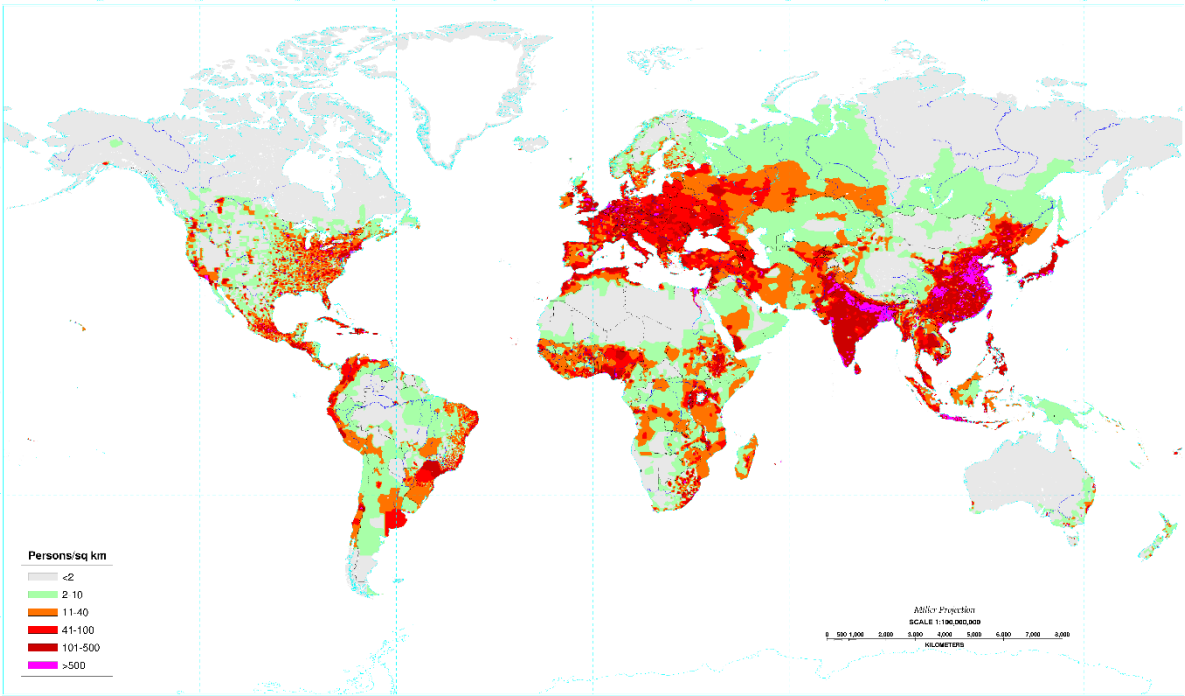 Persons/sq km
<2
2-10
11-40
41-100
101-500
>500
Miller Projection
SCALE 1:100,000,000
0 500 1,000 2,000 3,000 4,000 5,000 6,000 7,000 8,000
KILOMETERS